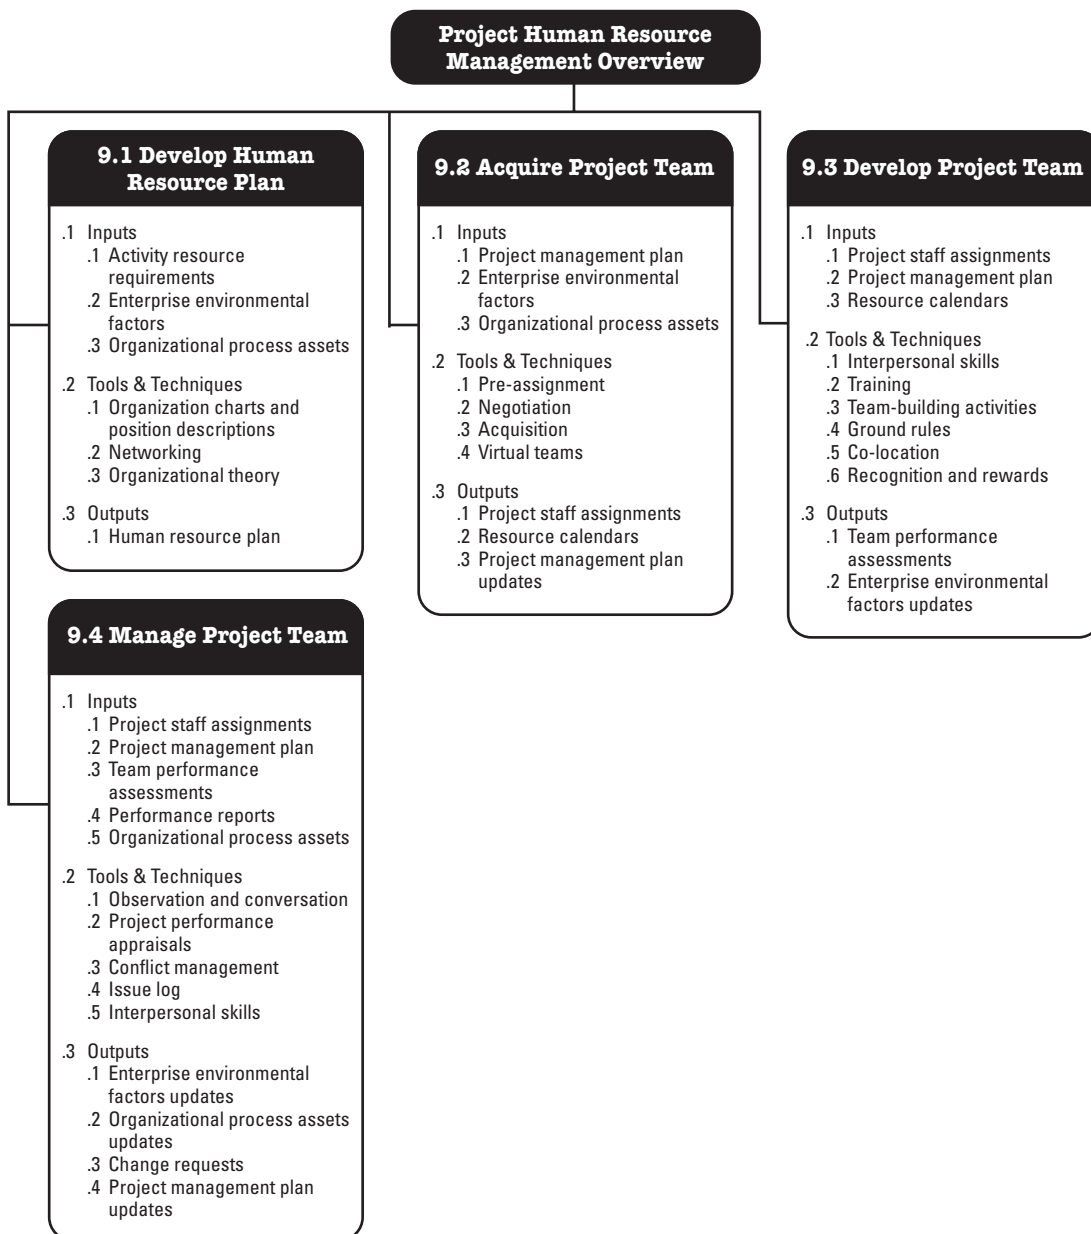 Project Human Resource
Management Overview
9.1 Develop Human
Resource Plan
.1 Inputs
.1 Activity resource
requirements
.2 Enterprise environmental
factors
.3 Organizational process assets
.2 Tools & Techniques
.1 Organization charts and
position descriptions
.2 Networking
.3 Organizational theory
.3 Outputs
.1 Human resource plan
9.2 Acquire Project Team
.1 Inputs
.1 Project management plan
.2 Enterprise environmental
factors
.3 Organizational process assets
.2 Tools & Techniques
.1 Pre-assignment
.2 Negotiation
.3 Acquisition
.4 Virtual teams
.3 Outputs
.1 Project staff assignments
.2 Resource calendars
.3 Project management plan
updates
9.3 Develop Project Team
.1 Inputs
.1 Project staff assignments
.2 Project management plan
.3 Resource calendars
.2 Tools & Techniques
.1 Interpersonal skills
.2 Training
.3 Team-building activities
.4 Ground rules
.5 Co-location
.6 Recognition and rewards
.3 Outputs
.1 Team performance
assessments
.2 Enterprise environmental
factors updates
9.4 Manage Project Team
.1 Inputs
.1 Project staff assignments
.2 Project management plan
.3 Team performance
assessments
.4 Performance reports
.5 Organizational process assets
.2 Tools & Techniques
.1 Observation and conversation
.2 Project performance
appraisals
.3 Conflict management
.4 Issue log
.5 Interpersonal skills
.3 Outputs
.1 Enterprise environmental
factors updates
.2 Organizational process assets
updates
.3 Change requests
.4 Project management plan
updates